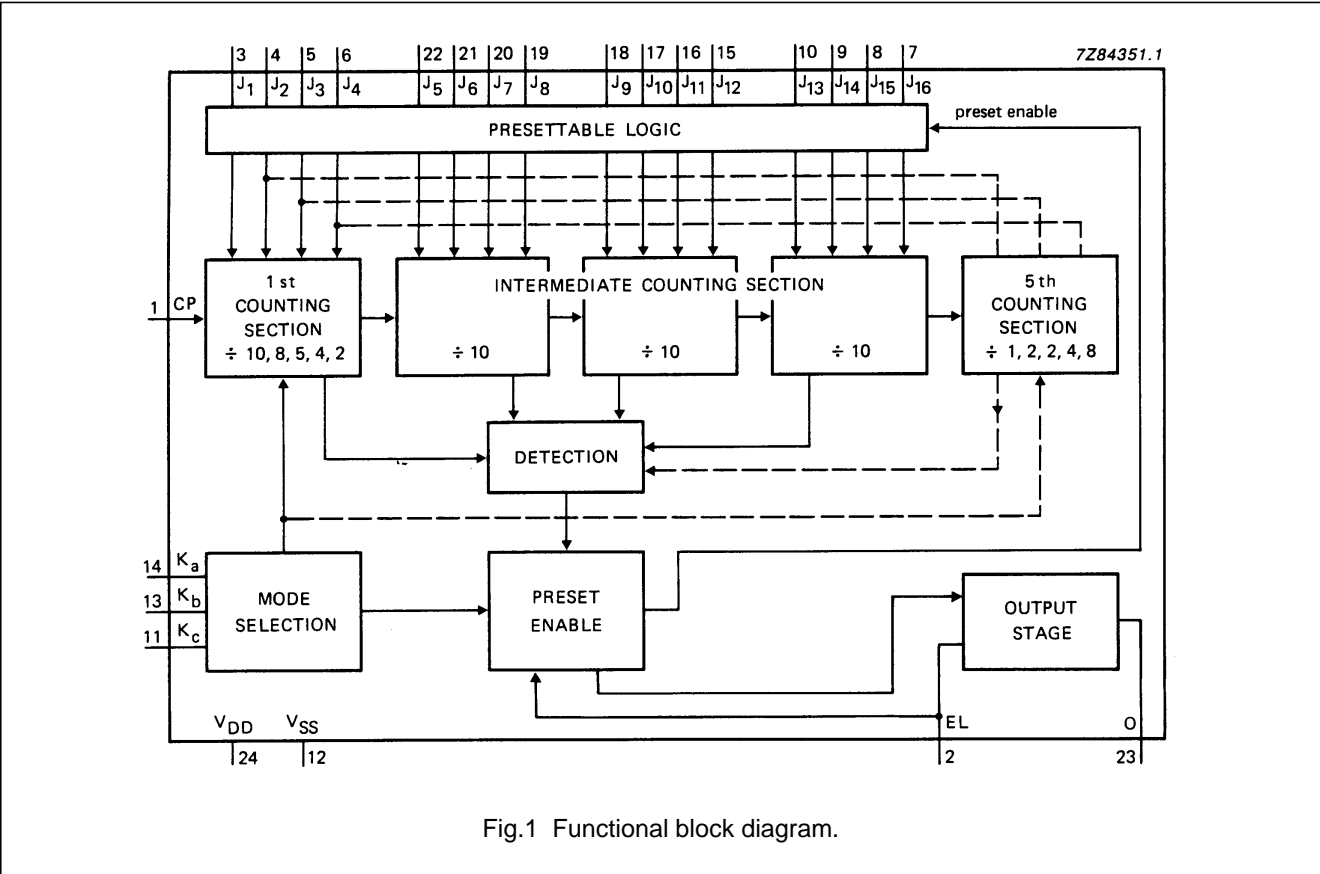 3 4 5 6 22 21 20 19 18 17 16 15 10 9 8 7 7Z84351.1
J1 J2 J3 J4 J5 J6 J7 J8 J9 J10 J11 J12 J13 J14 J15 J16
preset enable
PRESETTABLE LOGIC
1 st
COUNTING
SECTION
÷ 10, 8, 5, 4, 2
INTERMEDIATE COUNTING SECTION
÷ 10
÷ 10
÷ 10
5 th
COUNTING
SECTION
÷ 1, 2, 2, 4, 8
1 CP
DETECTION
14 Ka
13 Kb
11 Kc
MODE
SELECTION
PRESET
ENABLE
OUTPUT
STAGE
VDD VSS EL O
24 12 2 23
Fig.1 Functional block diagram.